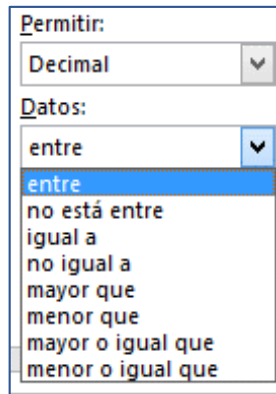 Permitir:
Decimal
Datos:
entre
entre
no está entre
igual a
no igual a
mayor que
menor que
mayor o igual que
menor o igual que